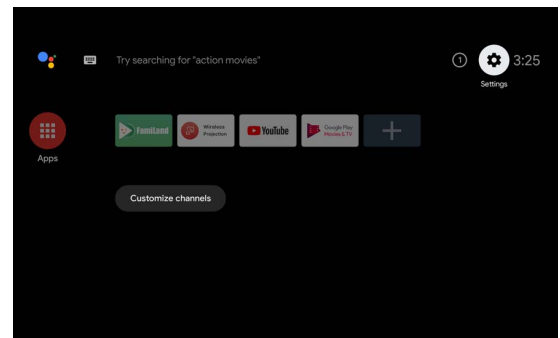 Try searching for "action movies"
1
3:25
Settings
Apps
FamiLand
Wireless
Projection
YouTube
Google Play
Movies & TV
Customize channels